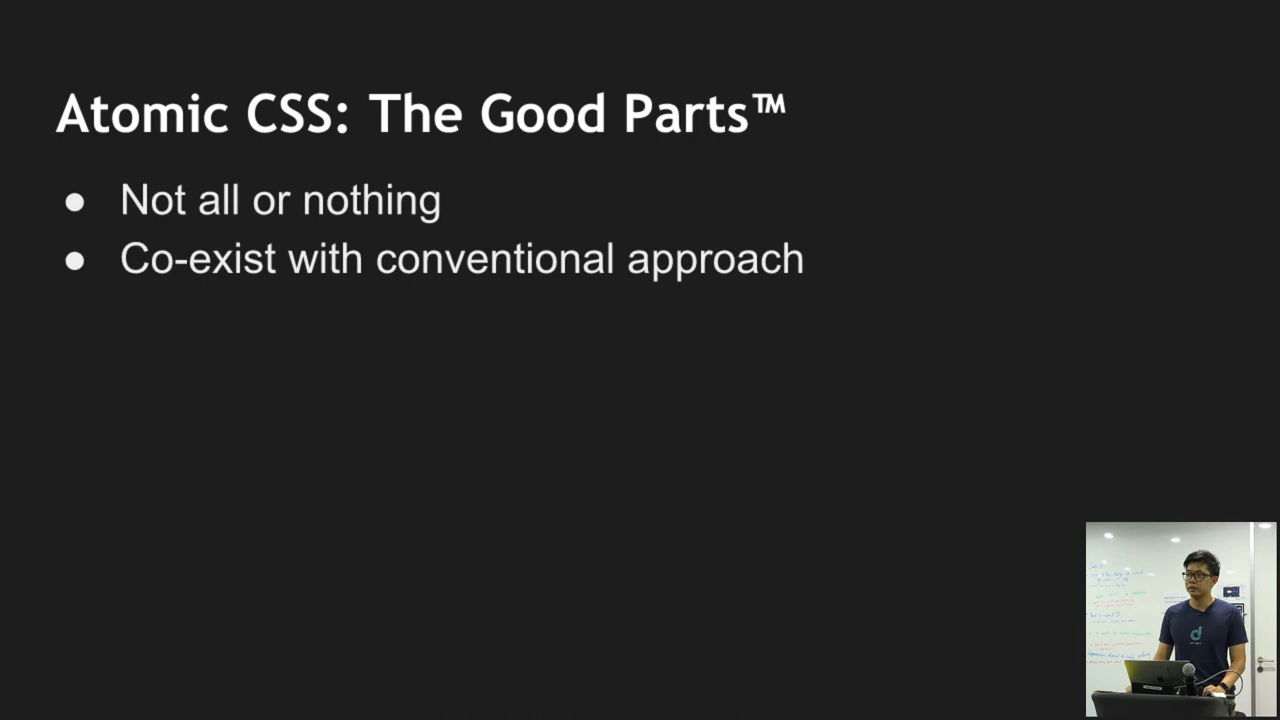 Atomic CSS: The Good Parts™
● Not all or nothing
● Co-exist with conventional approach